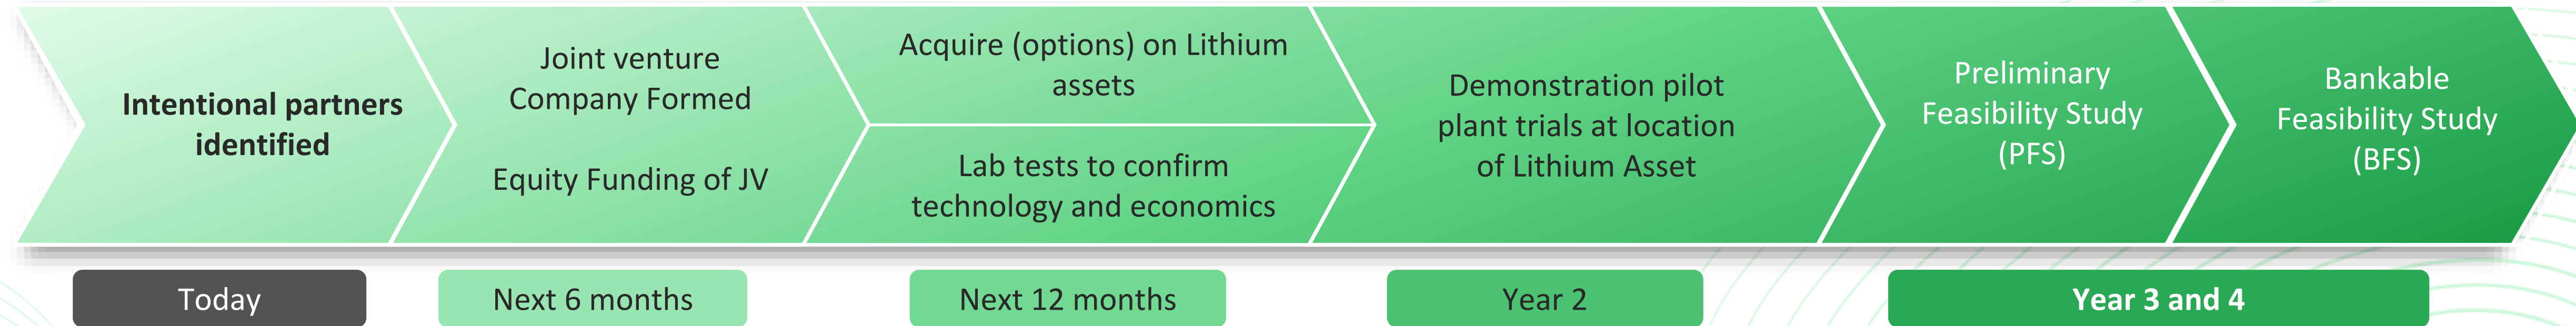 Intentional partners
identified
Joint venture
Company Formed
Equity Funding of JV
Acquire (options) on Lithium
assets
Lab tests to confirm
technology and economics
Demonstration pilot
plant trials at location
of Lithium Asset
Preliminary
Feasibility Study
(PFS)
Bankable
Feasibility Study
(BFS)
Today
Next 6 months
Next 12 months
Year 2
Year 3 and 4